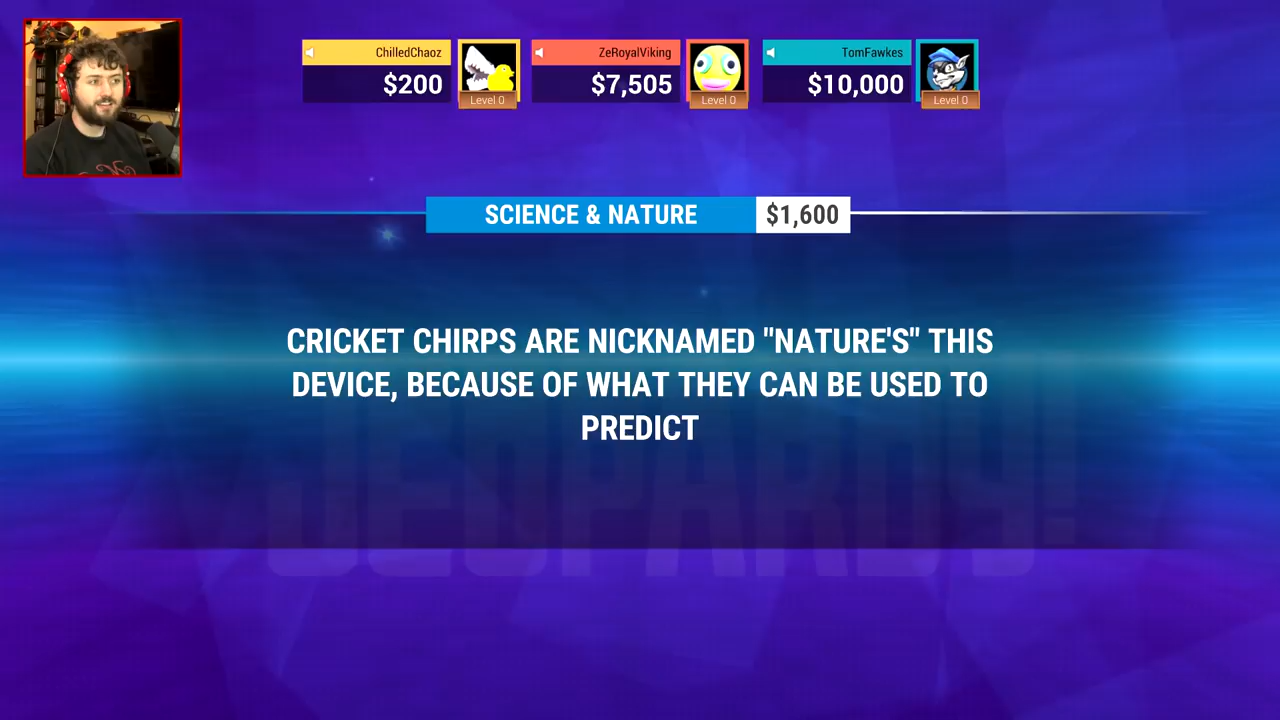 ChilledChaoz
$200
Level 0
ZeRoyalViking
$7,505
Level 0
TomFawkes
$10,000
Level 0
SCIENCE & NATURE
$1,600
CRICKET CHIRPS ARE NICKNAMED "NATURE'S" THIS
DEVICE, BECAUSE OF WHAT THEY CAN BE USED TO
PREDICT
JEOPARDY!